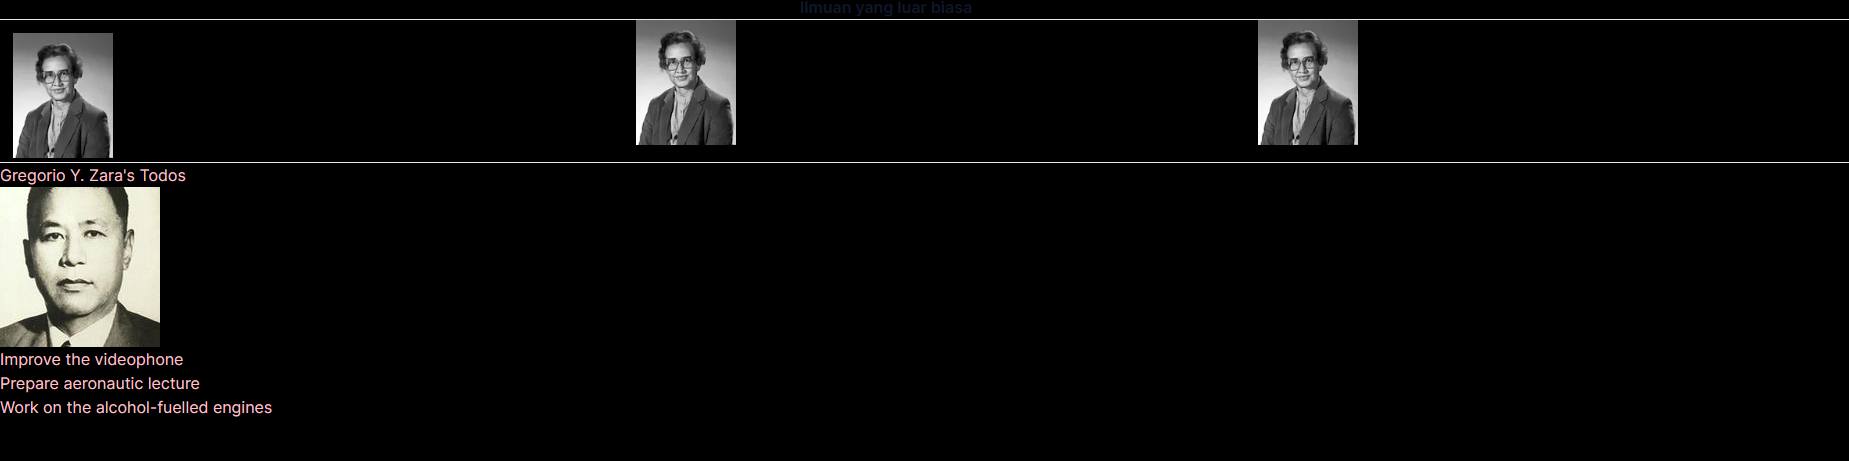 Ilmuan yang luar biasa
Gregorio Y. Zara's Todos
Improve the videophone
Prepare aeronautic lecture
Work on the alcohol-fuelled engines